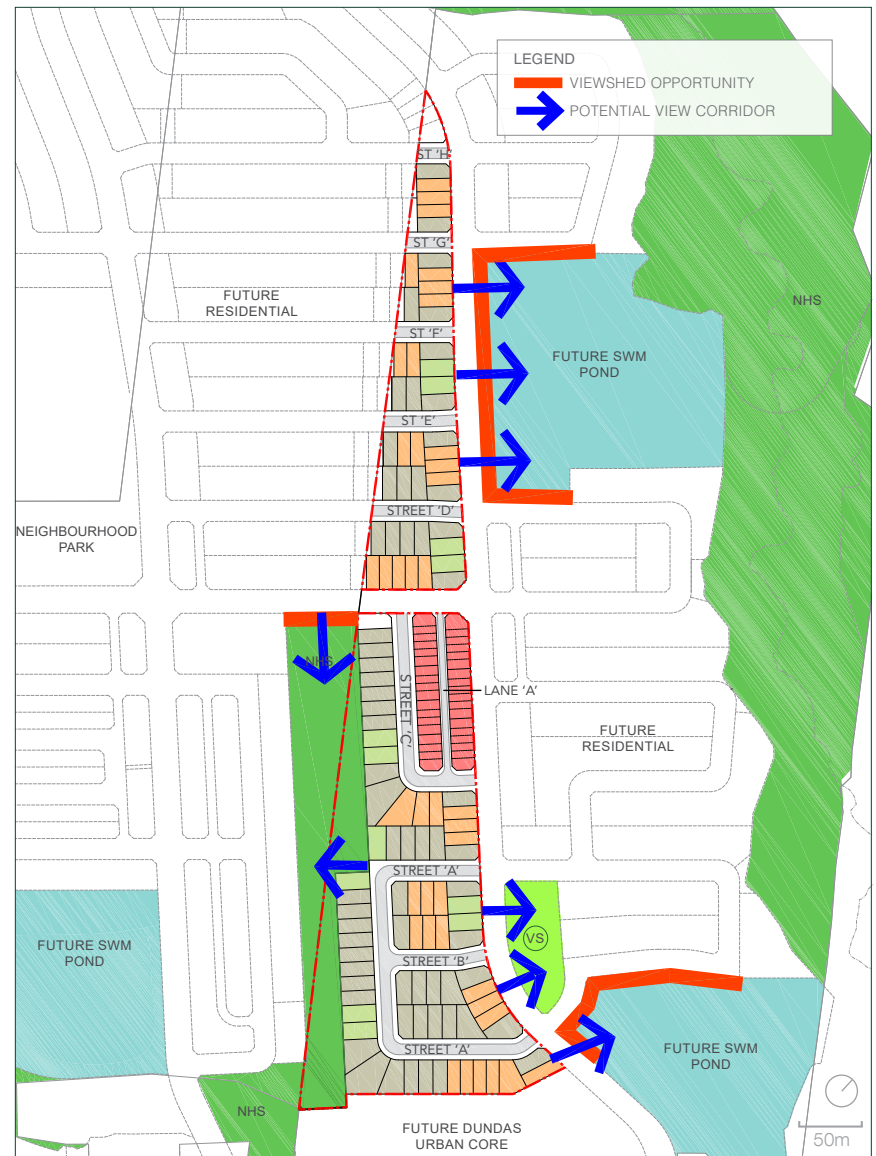 LEGEND
VIEWSHED OPPORTUNITY
POTENTIAL VIEW CORRIDOR
ST 'H'
ST 'G'
FUTURE
RESIDENTIAL
NHS
ST 'F'
FUTURE SWM
POND
ST 'E'
STREET 'D'
NEIGHBOURHOOD
PARK
NHS
STREET 'C'
LANE 'A'
FUTURE
RESIDENTIAL
STREET 'A'
VS
FUTURE SWM
POND
STREET 'B'
STREET 'A'
FUTURE SWM
POND
NHS
FUTURE DUNDAS
URBAN CORE
50m